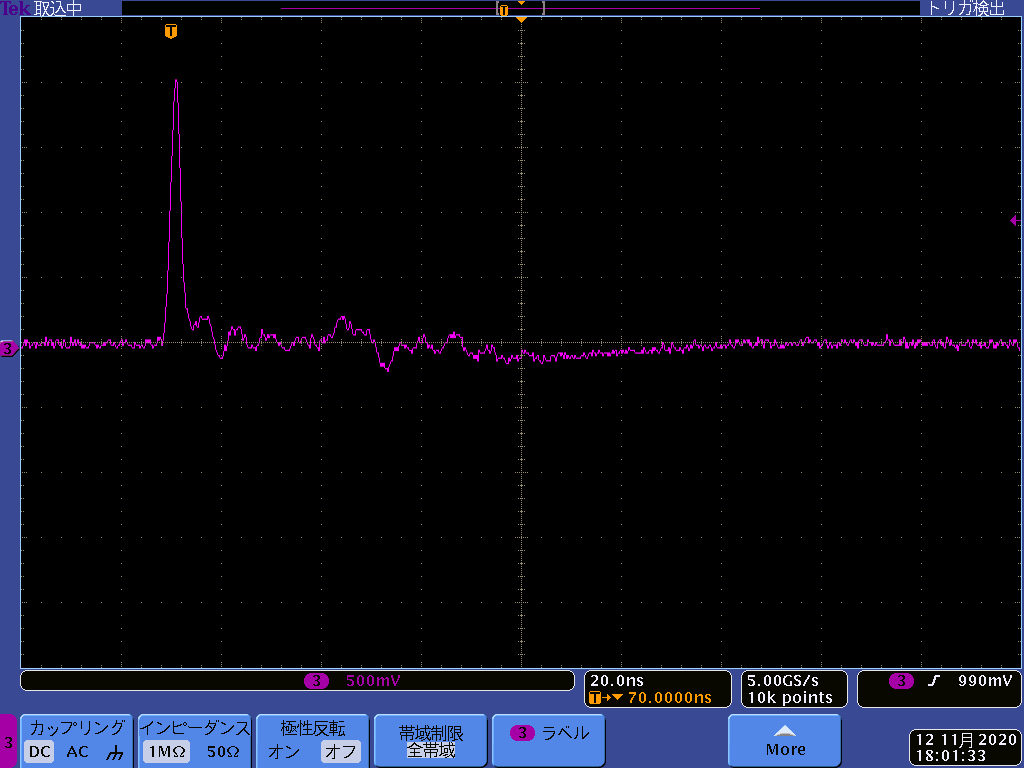 Tek 取込中
トリガ検出
T
T
3
3 500mV
20.0ns
T→▼70.0000ns
5.00GS/s
10k points
3 990mV
3
カップリング
DC AC
インピーダンス
1MΩ 50Ω
極性反転
オン オフ
帯域制限
全帯域
3 ラベル
More
12 11月 2020
18:01:33